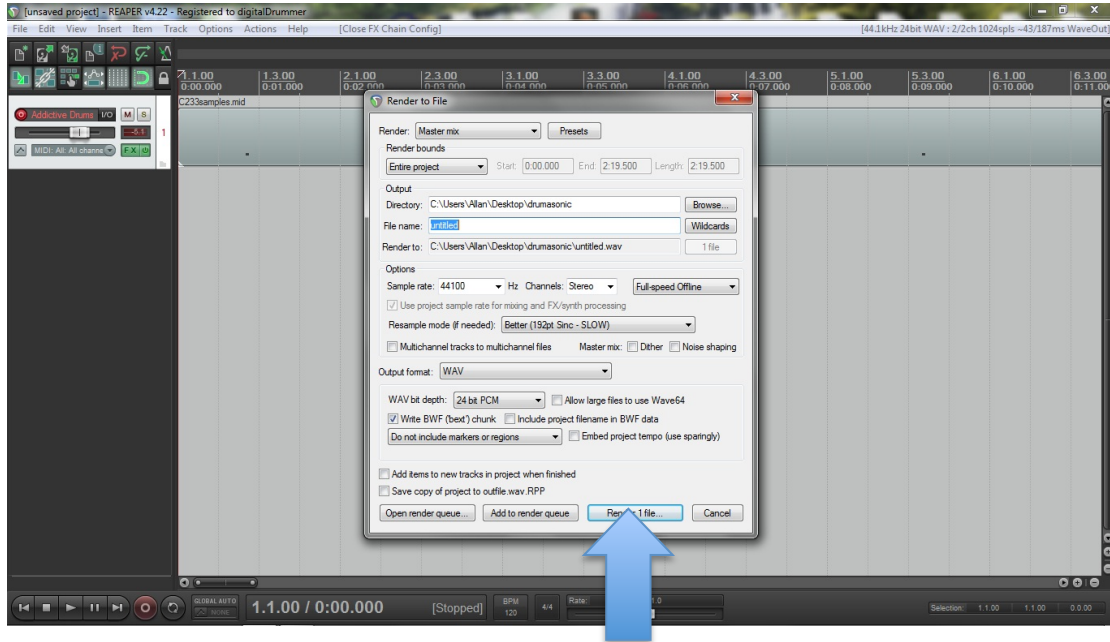 [unsaved project] - REAPER v4.22 - Registered to digitalDrummer
File Edit View Insert Item Track Options Actions Help [Close FX Chain Config] [44.1kHz 24bit WAV : 2/2ch 1024spls ~43/187ms WaveOut]
1.1.00 1.3.00 2.1.00 2.3.00 3.1.00 3.3.00 4.1.00 4.3.00 5.1.00 5.3.00 6.1.00 6.3.00
0:00.000 0:01.000 0:02.000 0:03.000 0:04.000 0:05.000 0:06.000 0:07.000 0:08.000 0:09.000 0:10.000 0:11.00
C233samples.mid
Addictive Drums I/O M S
-5.1 1
MIDI: All: All channe FX
Render to File
Render: Master mix Presets
Render bounds
Entire project Start: 0:00.000 End: 2:19.500 Length: 2:19.500
Output
Directory: C:\Users\Allan\Desktop\drumasonic Browse...
File name: untitled Wildcards
Render to: C:\Users\Allan\Desktop\drumasonic\untitled.wav 1 file
Options
Sample rate: 44100 Hz Channels: Stereo Full-speed Offline
Use project sample rate for mixing and FX/synth processing
Resample mode (if needed): Better (192pt Sinc - SLOW)
Multichannel tracks to multichannel files Master mix: Dither Noise shaping
Output format: WAV
WAV bit depth: 24 bit PCM Allow large files to use Wave64
Write BWF ('bext') chunk Include project filename in BWF data
Do not include markers or regions Embed project tempo (use sparingly)
Add items to new tracks in project when finished
Save copy of project to outfile.wav.RPP
Open render queue... Add to render queue Render 1 file... Cancel
GLOBAL AUTO
NONE
1.1.00 / 0:00.000 [Stopped]
BPM
120
4/4
Rate:
1.0
Selection: 1.1.00 1.1.00 0.0.00